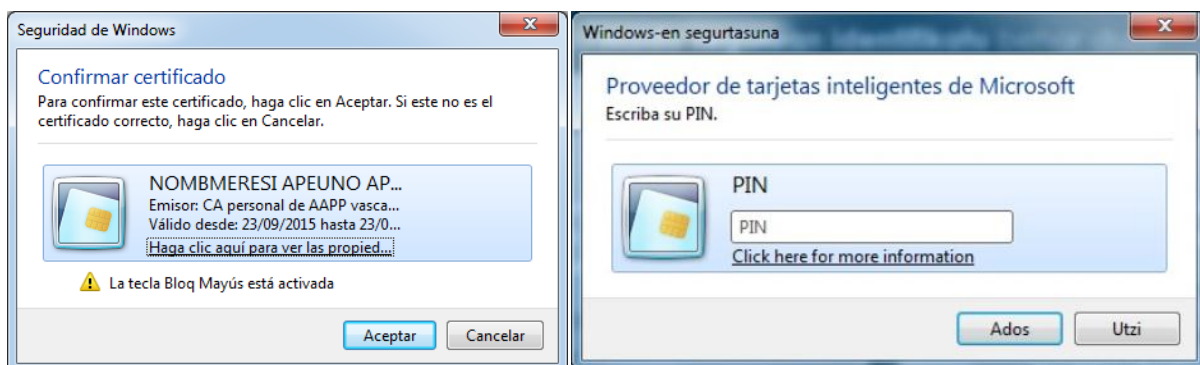 Seguridad de Windows
Confirmar certificado
Para confirmar este certificado, haga clic en Aceptar. Si este no es el
certificado correcto, haga clic en Cancelar.
NOMBMERESI APEUNO AP...
Emisor: CA personal de AAPP vasca...
Válido desde: 23/09/2015 hasta 23/0...
Haga clic aquí para ver las propied...
La tecla Bloq Mayús está activada
Aceptar
Cancelar
Windows-en segurtasuna
Proveedor de tarjetas inteligentes de Microsoft
Escriba su PIN.
PIN
PIN
Click here for more information
Ados
Utzi